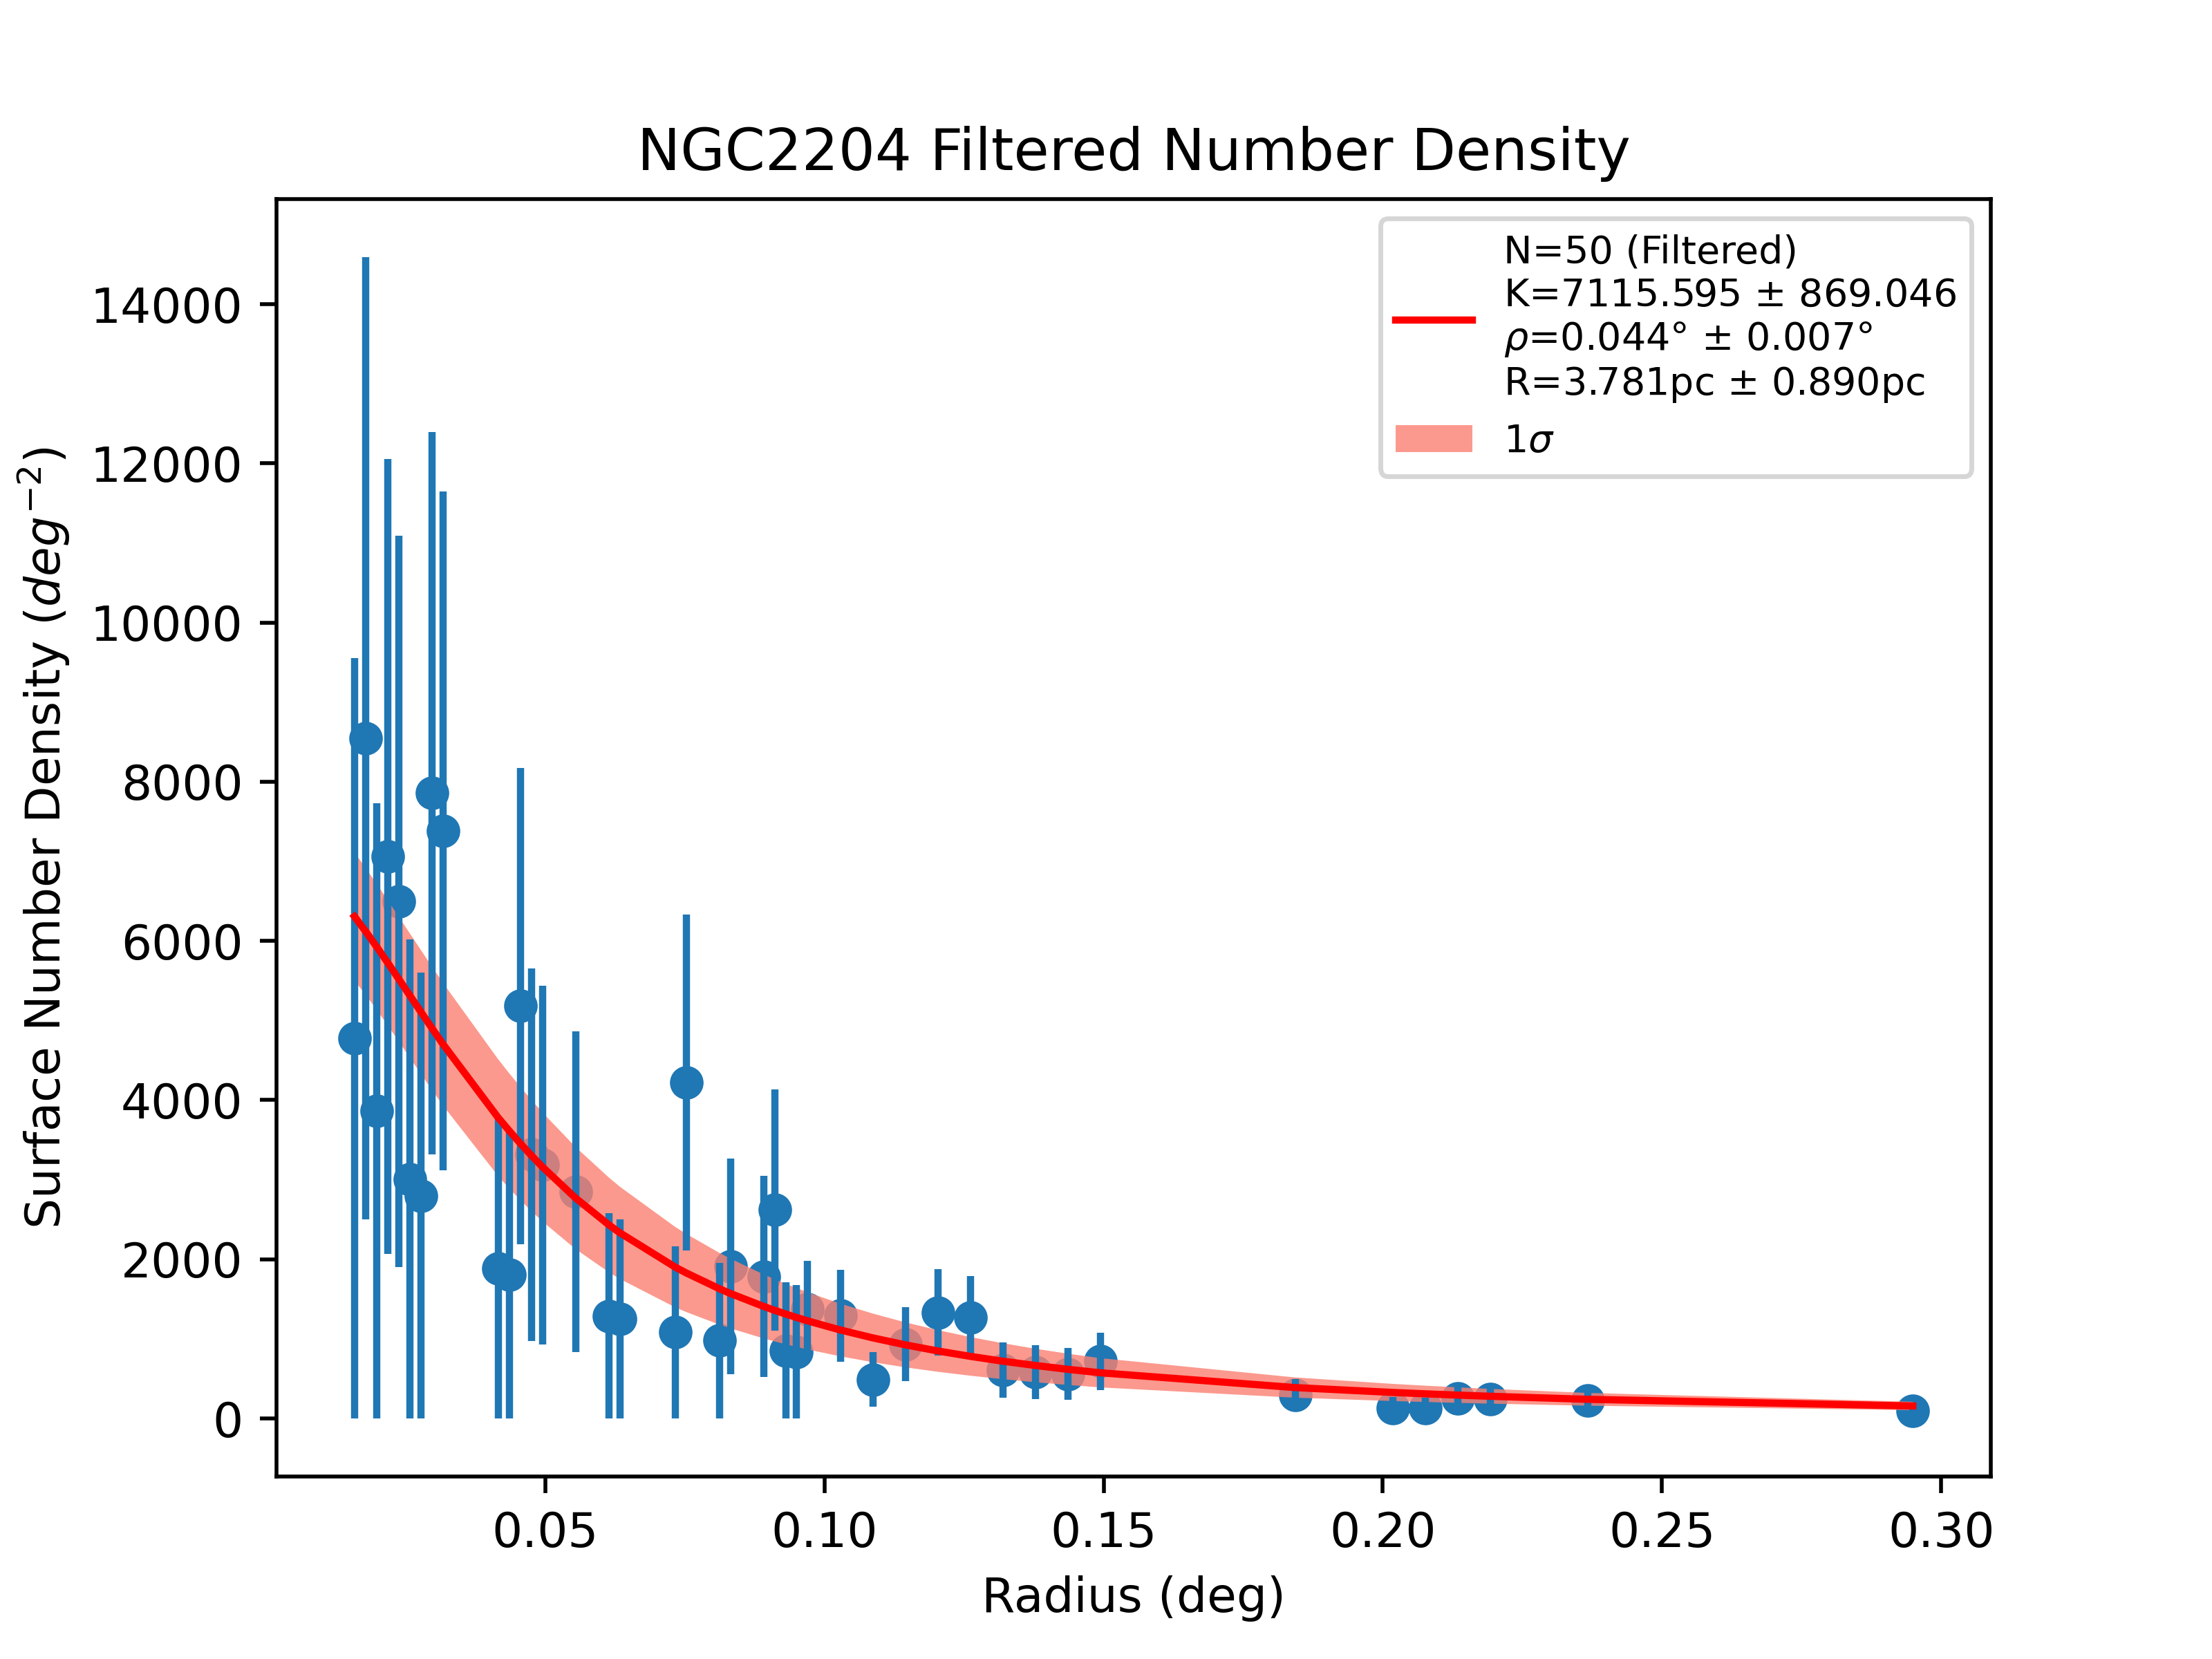 NGC2204 Filtered Number Density
N=50 (Filtered)
K=7115.595 ± 869.046
ρ=0.044° ± 0.007°
R=3.781pc ± 0.890pc
1σ
Surface Number Density (deg⁻²)
14000
12000
10000
8000
6000
4000
2000
0
0.05 0.10 0.15 0.20 0.25 0.30
Radius (deg)